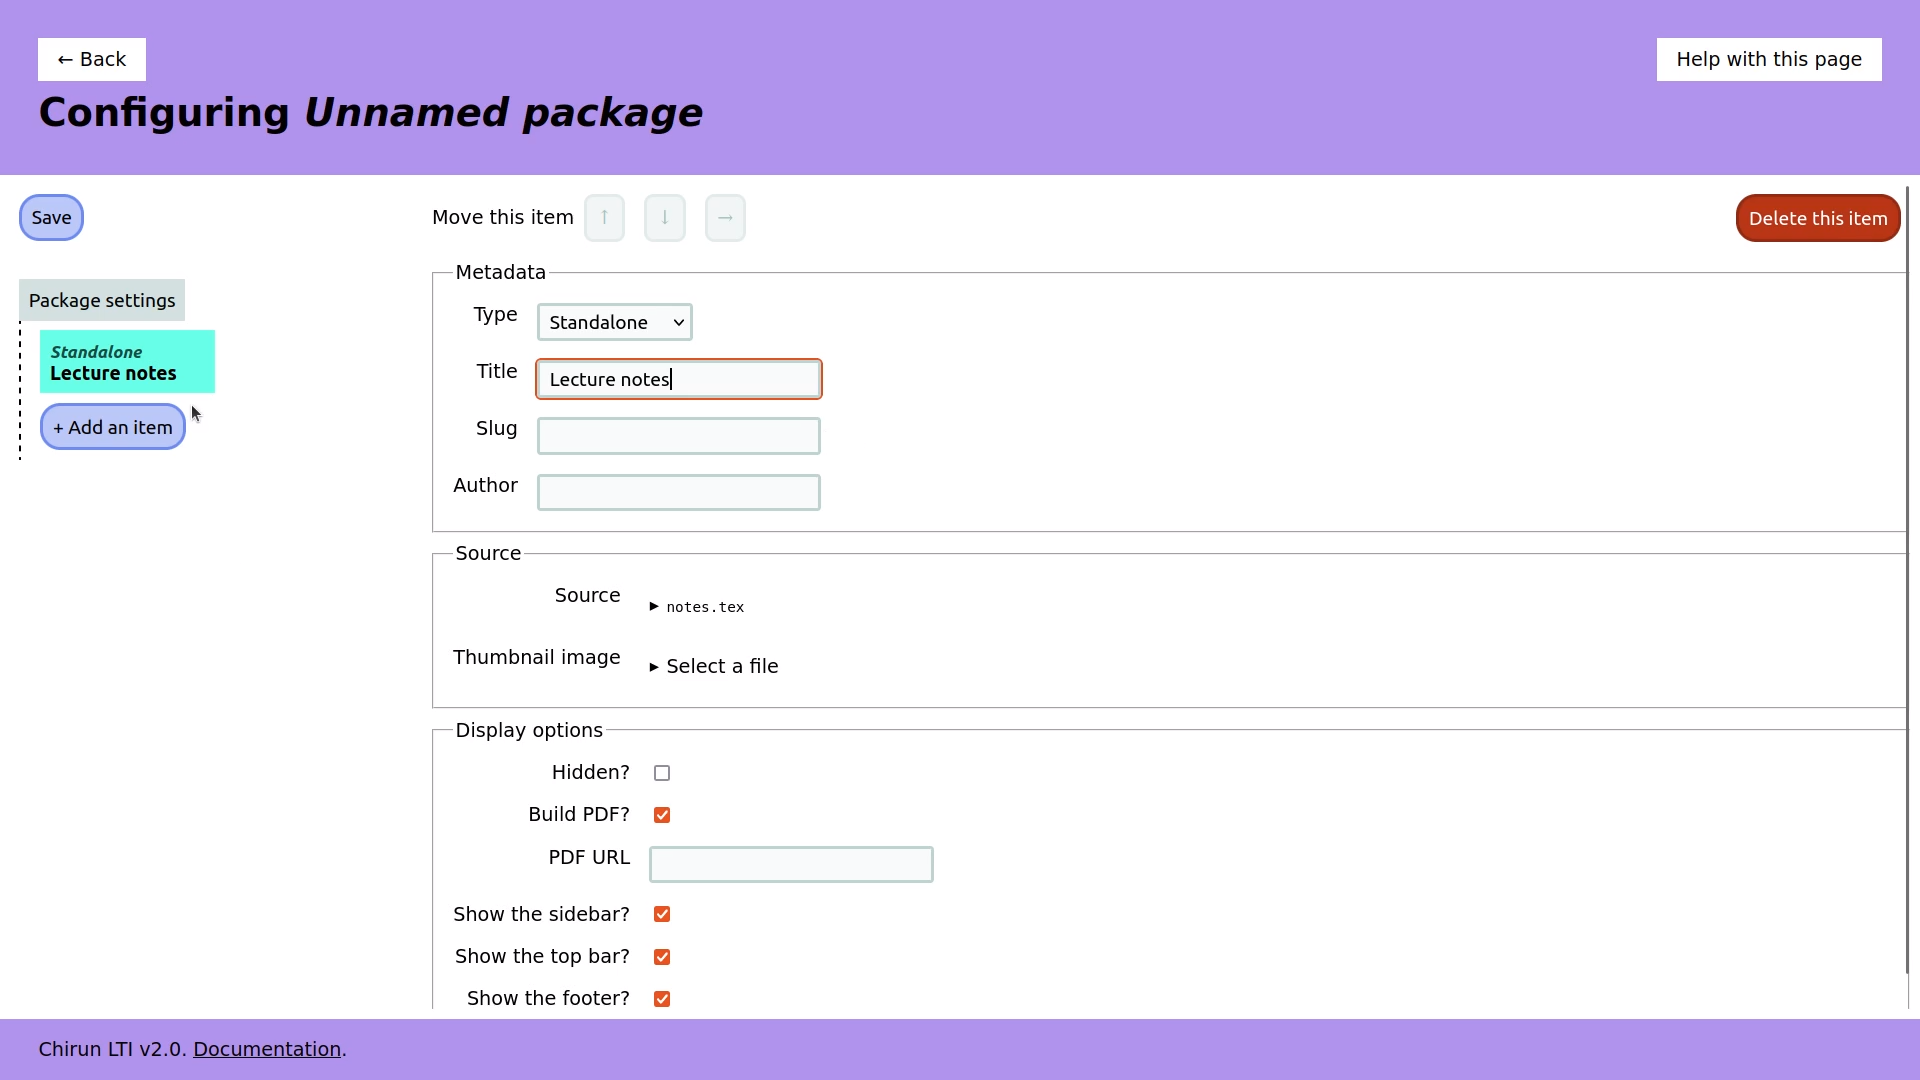 ← Back
Help with this page
Configuring Unnamed package
Save
Move this item ↑ ↓ →
Delete this item
Package settings
Standalone
Lecture notes
+ Add an item
Metadata
Type Standalone
Title Lecture notes
Slug
Author
Source
Source ▸ notes.tex
Thumbnail image ▸ Select a file
Display options
Hidden?
Build PDF?
PDF URL
Show the sidebar?
Show the top bar?
Show the footer?
Chirun LTI v2.0. Documentation.